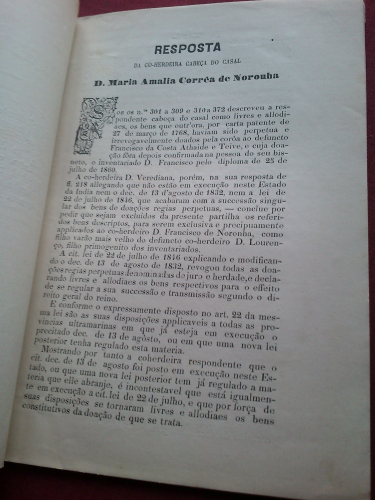 RESPOSTA
DA CO-HERDEIRA CABEÇA DO CASAL
D. Maria Amalia Corrêa de Noronha
os os n.os 301 a 309 e 310 a 372 descreveu a res-
pondente cabeça do casal como livres e allodia-
es, os bens que outr'ora, por carta patente de
27 de março de 1768, haviam sido perpetua e
irrevogavelmente doados pela corôa ao defuncto
Francisco da Costa Athaide e Teive, e cuja doa-
ção fôra depois confirmada na pessoa do seu bis-
neto, o inventariado D. Francisco pelo diploma de 25 de
julho de 1860.
A co-herdeira D. Verediana, porém, na sua resposta de
fl. 218 allegando que não estão em execução neste Estado
da India nem o dec. de 13 d'agosto de 1832, nem a lei de
22 de julho de 1846, que acabaram com a successão singu-
lar dos bens de doações regias perpetuas, — conclue por
pedir que sejam excluidos da partilha os referi-
dos bens descriptos, para serem exclusiva e precipuamente
applicados ao co-herdeiro D. Francisco de Noronha, como
filho varão mais velho do defuncto co-herdeiro D. Louren-
ço, filho primogenito dos inventariados.
A cit. lei de 22 de julho de 1846 explicando e modifican-
do o dec. de 13 de agosto de 1832, revogou todas as doa-
ções regias perpetuas denominadas de juro e herdade, e decla-
rando livres e allodiaes os bens respectivos para o effeito
de se regular a sua successão e transmissão segundo o di-
reito geral do reino.
E conforme o expressamente disposto no art. 22 da mes-
ma lei são as suas disposições applicaveis a todas as pro-
vincias ultramarinas em que já esteja em execução o
precitado dec. de 13 de agôsto, ou em que uma nova lei
posterior tenha regulado esta materia.
Mostrando por tanto a coherdeira respondente que o
cit. dec. de 13 de agosto foi posto em execução neste Es-
tado, ou que uma nova lei posterior tem já regulado a ma-
teria que elle abranje, é incontestavel que está igualmen-
te em execução a cit. lei de 22 de julho, e que por força de
suas disposições se tornaram livres e allodiaes os bens
constitutivos da doação de que se trata.